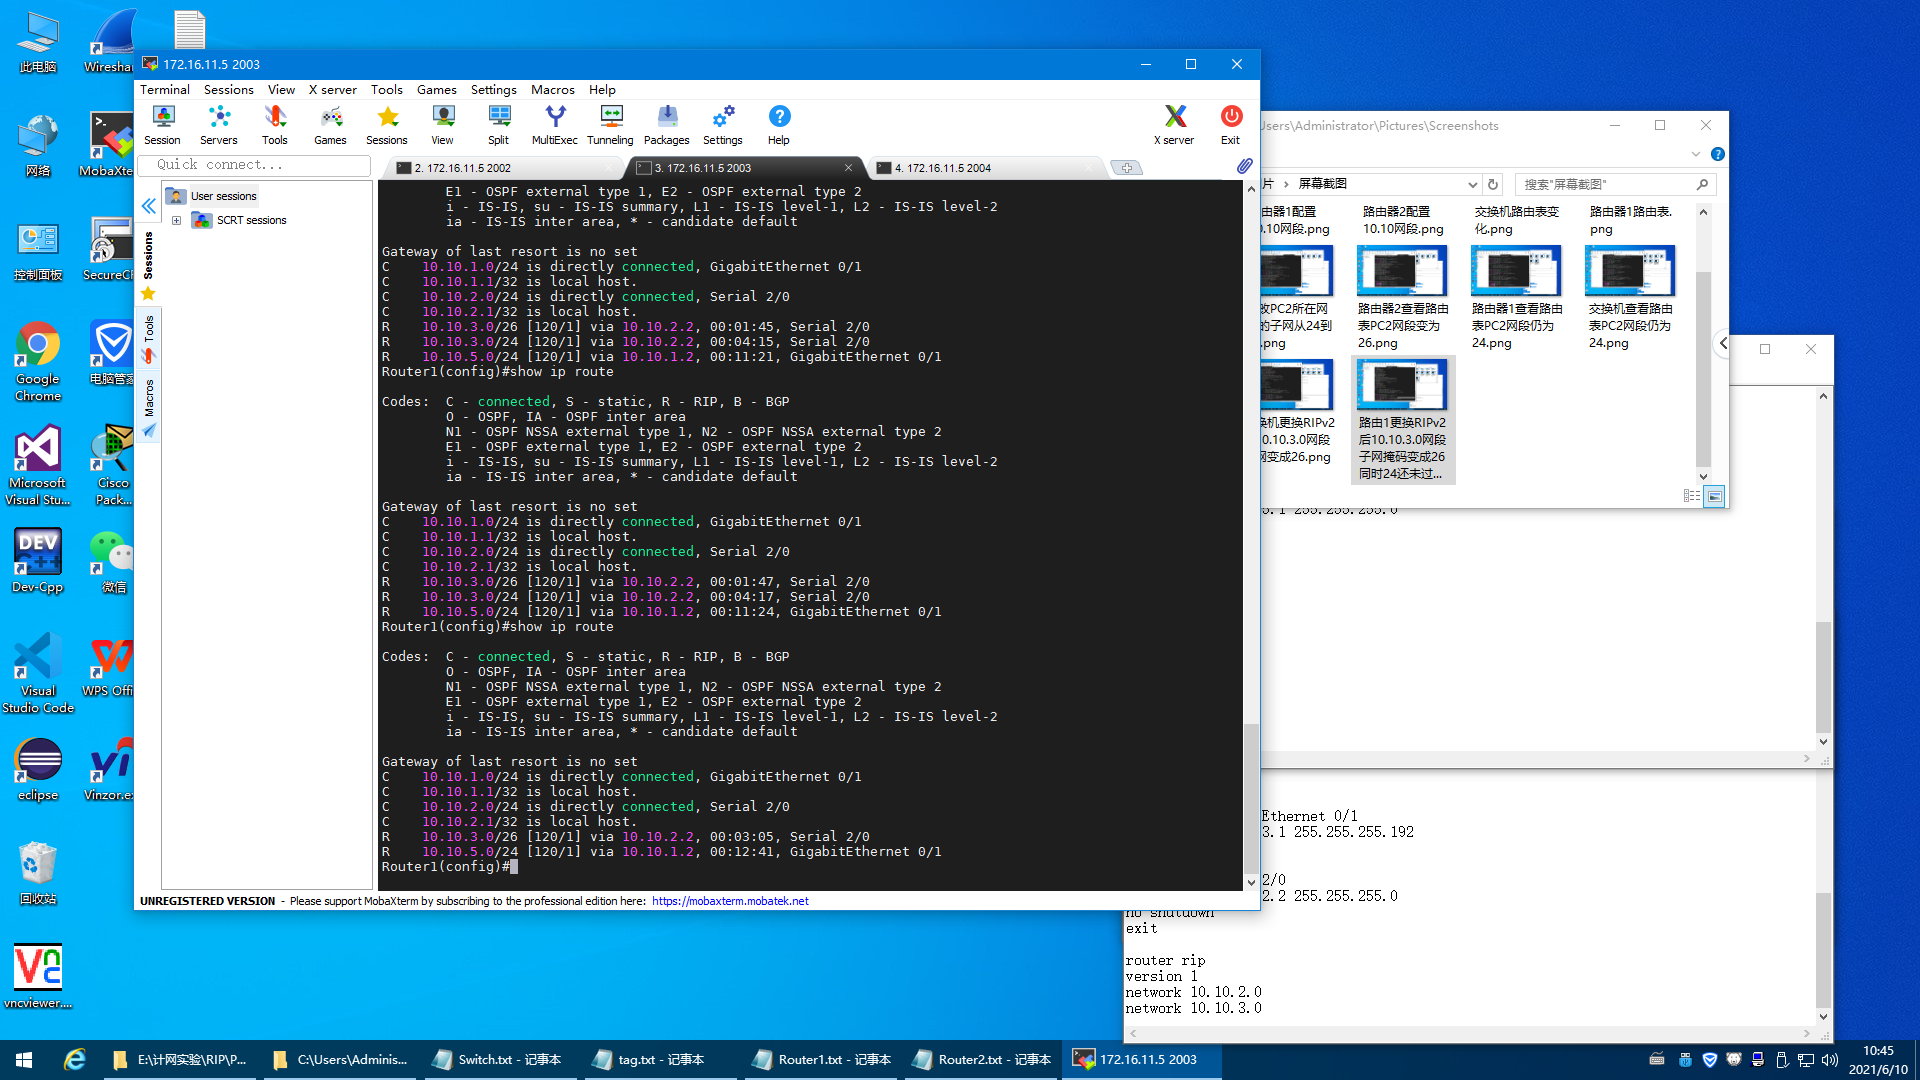 此电脑
Wiresha
网络
MobaXte
控制面板
SecureCR
Google
Chrome
电脑管家
Microsoft
Visual Stu...
Cisco
Pack...
Dev-Cpp
微信
Visual
Studio Code
WPS Offi
eclipse
Vinzor.ex
回收站
vncviewer....
172.16.11.5 2003
Terminal Sessions View X server Tools Games Settings Macros Help
Session Servers Tools Games Sessions View Split MultiExec Tunneling Packages Settings Help X server Exit
Quick connect...
2. 172.16.11.5 2002
3. 172.16.11.5 2003
4. 172.16.11.5 2004
User sessions
SCRT sessions
Sessions
Tools
Macros
E1 - OSPF external type 1, E2 - OSPF external type 2
i - IS-IS, su - IS-IS summary, L1 - IS-IS level-1, L2 - IS-IS level-2
ia - IS-IS inter area, * - candidate default
Gateway of last resort is no set
C    10.10.1.0/24 is directly connected, GigabitEthernet 0/1
C    10.10.1.1/32 is local host.
C    10.10.2.0/24 is directly connected, Serial 2/0
C    10.10.2.1/32 is local host.
R    10.10.3.0/26 [120/1] via 10.10.2.2, 00:01:45, Serial 2/0
R    10.10.3.0/24 [120/1] via 10.10.2.2, 00:04:15, Serial 2/0
R    10.10.5.0/24 [120/1] via 10.10.1.2, 00:11:21, GigabitEthernet 0/1
Router1(config)#show ip route
Codes:  C - connected, S - static, R - RIP, B - BGP
O - OSPF, IA - OSPF inter area
N1 - OSPF NSSA external type 1, N2 - OSPF NSSA external type 2
E1 - OSPF external type 1, E2 - OSPF external type 2
i - IS-IS, su - IS-IS summary, L1 - IS-IS level-1, L2 - IS-IS level-2
ia - IS-IS inter area, * - candidate default
Gateway of last resort is no set
C    10.10.1.0/24 is directly connected, GigabitEthernet 0/1
C    10.10.1.1/32 is local host.
C    10.10.2.0/24 is directly connected, Serial 2/0
C    10.10.2.1/32 is local host.
R    10.10.3.0/26 [120/1] via 10.10.2.2, 00:01:47, Serial 2/0
R    10.10.3.0/24 [120/1] via 10.10.2.2, 00:04:17, Serial 2/0
R    10.10.5.0/24 [120/1] via 10.10.1.2, 00:11:24, GigabitEthernet 0/1
Router1(config)#show ip route
Codes:  C - connected, S - static, R - RIP, B - BGP
O - OSPF, IA - OSPF inter area
N1 - OSPF NSSA external type 1, N2 - OSPF NSSA external type 2
E1 - OSPF external type 1, E2 - OSPF external type 2
i - IS-IS, su - IS-IS summary, L1 - IS-IS level-1, L2 - IS-IS level-2
ia - IS-IS inter area, * - candidate default
Gateway of last resort is no set
C    10.10.1.0/24 is directly connected, GigabitEthernet 0/1
C    10.10.1.1/32 is local host.
C    10.10.2.0/24 is directly connected, Serial 2/0
C    10.10.2.1/32 is local host.
R    10.10.3.0/26 [120/1] via 10.10.2.2, 00:03:05, Serial 2/0
R    10.10.5.0/24 [120/1] via 10.10.1.2, 00:12:41, GigabitEthernet 0/1
Router1(config)#
UNREGISTERED VERSION - Please support MobaXterm by subscribing to the professional edition here: https://mobaxterm.mobatek.net
Users\Administrator\Pictures\Screenshots
片 › 屏幕截图
搜索"屏幕截图"
由器1配置
0.10网段.png
路由器2配置
10.10网段.png
交换机路由表变
化.png
路由器1路由表.
png
改PC2所在网
的子网从24到
.png
路由器2查看路由
表PC2网段变为
26.png
路由器1查看路由
表PC2网段仍为
24.png
交换机查看路由
表PC2网段仍为
24.png
换机更换RIPv2
0.10.3.0网段
网变成26.png
路由1更换RIPv2
后10.10.3.0网段
子网掩码变成26
同时24还未过...
5.1 255.255.255.0
Ethernet 0/1
3.1 255.255.255.192
2/0
2.2 255.255.255.0
no shutdown
exit
router rip
version 1
network 10.10.2.0
network 10.10.3.0
E:\计网实验\RIP\P...
C:\Users\Adminis...
Switch.txt - 记事本
tag.txt - 记事本
Router1.txt - 记事本
Router2.txt - 记事本
172.16.11.5 2003
10:45
2021/6/10